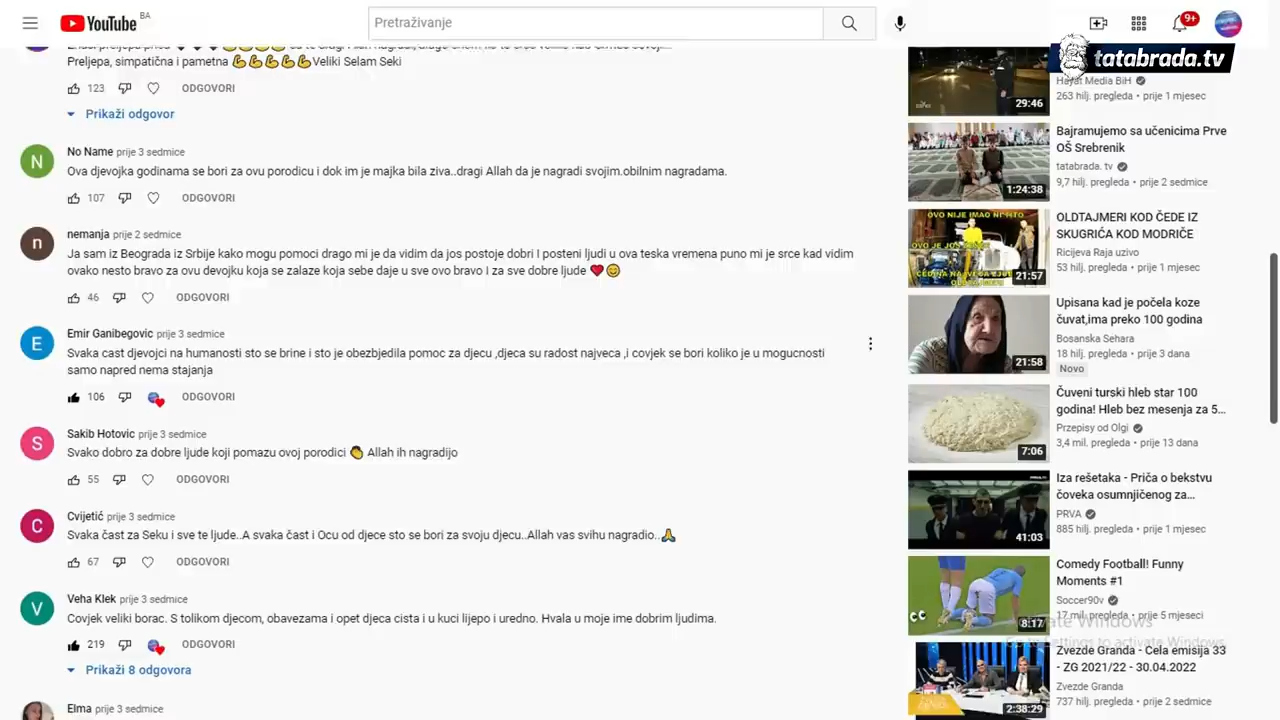 YouTube BA
Pretraživanje
9+
tatabrada.tv
Preljepa, simpatična i pametna 💪💪💪💪💪Veliki Selam Seki
123 ODGOVORI
Prikaži odgovor
N
No Name prije 3 sedmice
Ova djevojka godinama se bori za ovu porodicu i dok im je majka bila ziva..dragi Allah da je nagradi svojim.obilnim nagradama.
107 ODGOVORI
n
nemanja prije 2 sedmice
Ja sam iz Beograda iz Srbije kako mogu pomoci drago mi je da vidim da jos postoje dobri I posteni ljudi u ova teska vremena puno mi je srce kad vidim
ovako nesto bravo za ovu devojku koja se zalaze koja sebe daje u sve ovo bravo I za sve dobre ljude ❤️😊
46 ODGOVORI
E
Emir Ganibegovic prije 3 sedmice
Svaka cast djevojci na humanosti sto se brine i sto je obezbjedila pomoc za djecu ,djeca su radost najveca ,i covjek se bori koliko je u mogucnosti
samo napred nema stajanja
106 ODGOVORI
S
Sakib Hotovic prije 3 sedmice
Svako dobro za dobre ljude koji pomazu ovoj porodici 👏 Allah ih nagradijo
55 ODGOVORI
C
Cvijetić prije 3 sedmice
Svaka čast za Seku i sve te ljude..A svaka čast i Ocu od djece sto se bori za svoju djecu..Allah vas svihu nagradio..🙏
67 ODGOVORI
V
Veha Klek prije 3 sedmice
Covjek veliki borac. S tolikom djecom, obavezama i opet djeca cista i u kuci lijepo i uredno. Hvala u moje ime dobrim ljudima.
219 ODGOVORI
Prikaži 8 odgovora
Elma prije 3 sedmice
29:46
Hayat Media BiH
263 hilj. pregleda • prije 1 mjesec
1:24:38
Bajramujemo sa učenicima Prve
OŠ Srebrenik
tatabrada. tv
9,7 hilj. pregleda • prije 2 sedmice
OVO NIJE IMAO NI TITO
21:57
OLDTAJMERI KOD ČEDE IZ
SKUGRIĆA KOD MODRIČE
Ricijeva Raja uzivo
53 hilj. pregleda • prije 1 mjesec
21:58
Upisana kad je počela koze
čuvat,ima preko 100 godina
Bosanska Sehara
18 hilj. pregleda • prije 3 dana
Novo
7:06
Čuveni turski hleb star 100
godina! Hleb bez mesenja za 5...
Przepisy od Olgi
3,4 mil. pregleda • prije 13 dana
41:03
Iza rešetaka - Priča o bekstvu
čoveka osumnjičenog za...
PRVA
885 hilj. pregleda • prije 1 mjesec
8:17
Comedy Football! Funny
Moments #1
Soccer90v
17 mil. pregleda • prije 5 mjeseci
Windows
to activate Windows.
2:38:29
Zvezde Granda - Cela emisija 33
- ZG 2021/22 - 30.04.2022
Zvezde Granda
737 hilj. pregleda • prije 2 sedmice